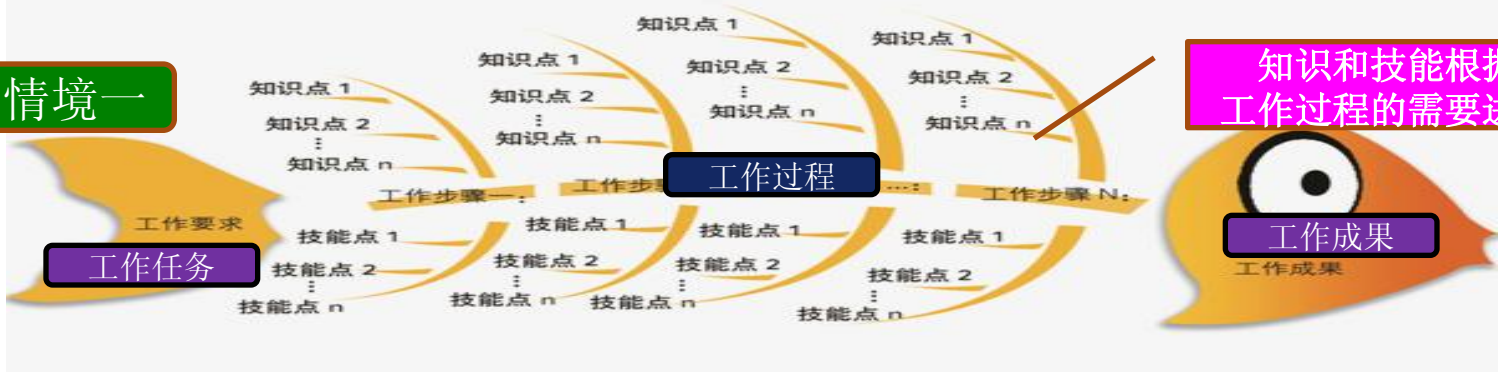 情境一
知识点 1
知识点 2
⋮
知识点 n
知识点 1
知识点 2
⋮
知识点 n
知识点 1
知识点 2
⋮
知识点 n
知识点 1
知识点 2
⋮
知识点 n
知识和技能根据
工作过程的需要
工作要求
工作任务
工作步骤一:
工作步
工作过程
...:
工作步骤 N:
技能点 1
技能点 2
⋮
技能点 n
技能点 1
技能点 2
⋮
技能点 n
技能点 1
技能点 2
⋮
技能点 n
技能点 1
技能点 2
⋮
技能点 n
工作成果
工作成果